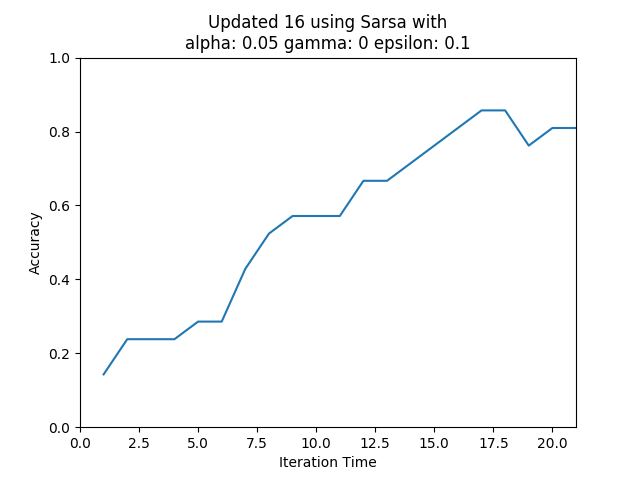 Updated 16 using Sarsa with
alpha: 0.05 gamma: 0 epsilon: 0.1
1.0
0.8
0.6
0.4
0.2
0.0
Accuracy
0.0 2.5 5.0 7.5 10.0 12.5 15.0 17.5 20.0
Iteration Time